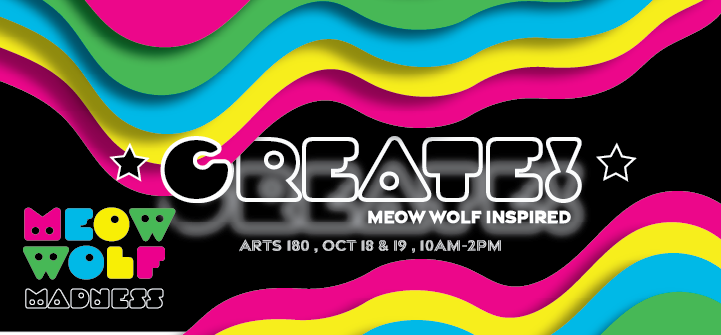 CREATE!
MEOW WOLF INSPIRED
ARTS 180 , OCT 18 & 19 , 10AM-2PM
MEOW
WOLF
MADNESS